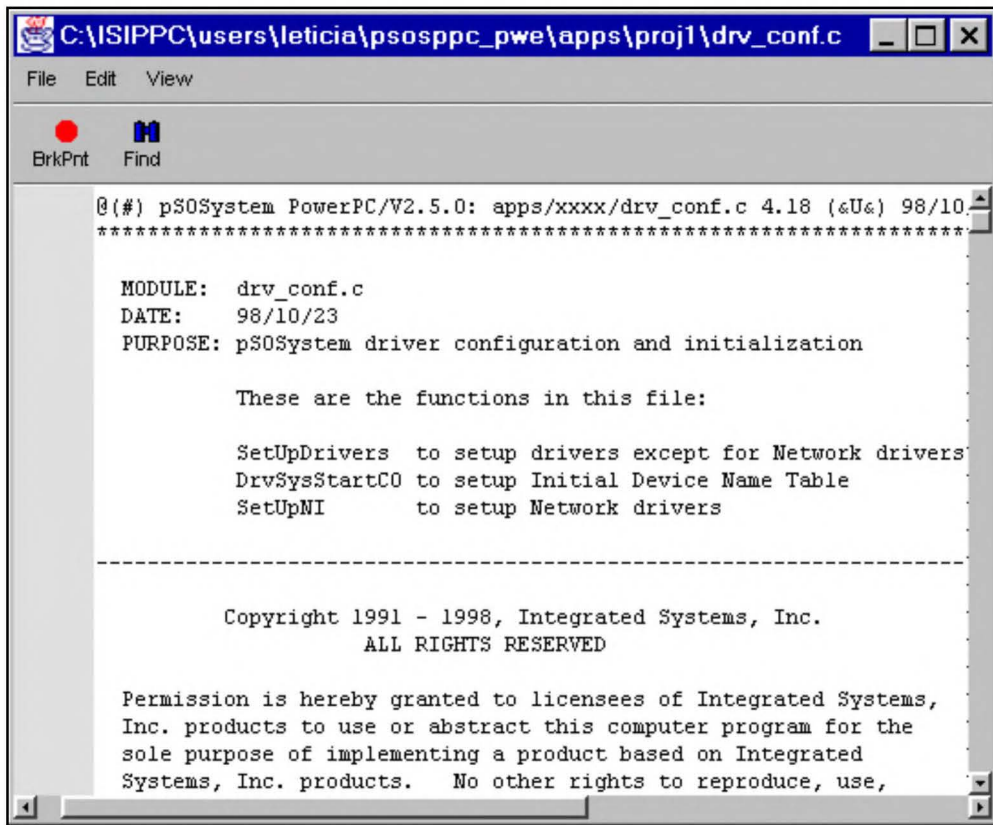 C:\ISIPPC\users\leticia\psosppc_pwe\apps\proj1\drv_conf.c
File Edit View
BrkPnt Find
@(#) pSOSystem PowerPC/V2.5.0: apps/xxxx/drv_conf.c 4.18 (&U&) 98/10.
***********************************************************************
MODULE: drv_conf.c
DATE: 98/10/23
PURPOSE: pSOSystem driver configuration and initialization
These are the functions in this file:
SetUpDrivers to setup drivers except for Network drivers
DrvSysStartCO to setup Initial Device Name Table
SetUpNI to setup Network drivers
-----------------------------------------------------------------------
Copyright 1991 - 1998, Integrated Systems, Inc.
ALL RIGHTS RESERVED
Permission is hereby granted to licensees of Integrated Systems,
Inc. products to use or abstract this computer program for the
sole purpose of implementing a product based on Integrated
Systems, Inc. products. No other rights to reproduce, use,